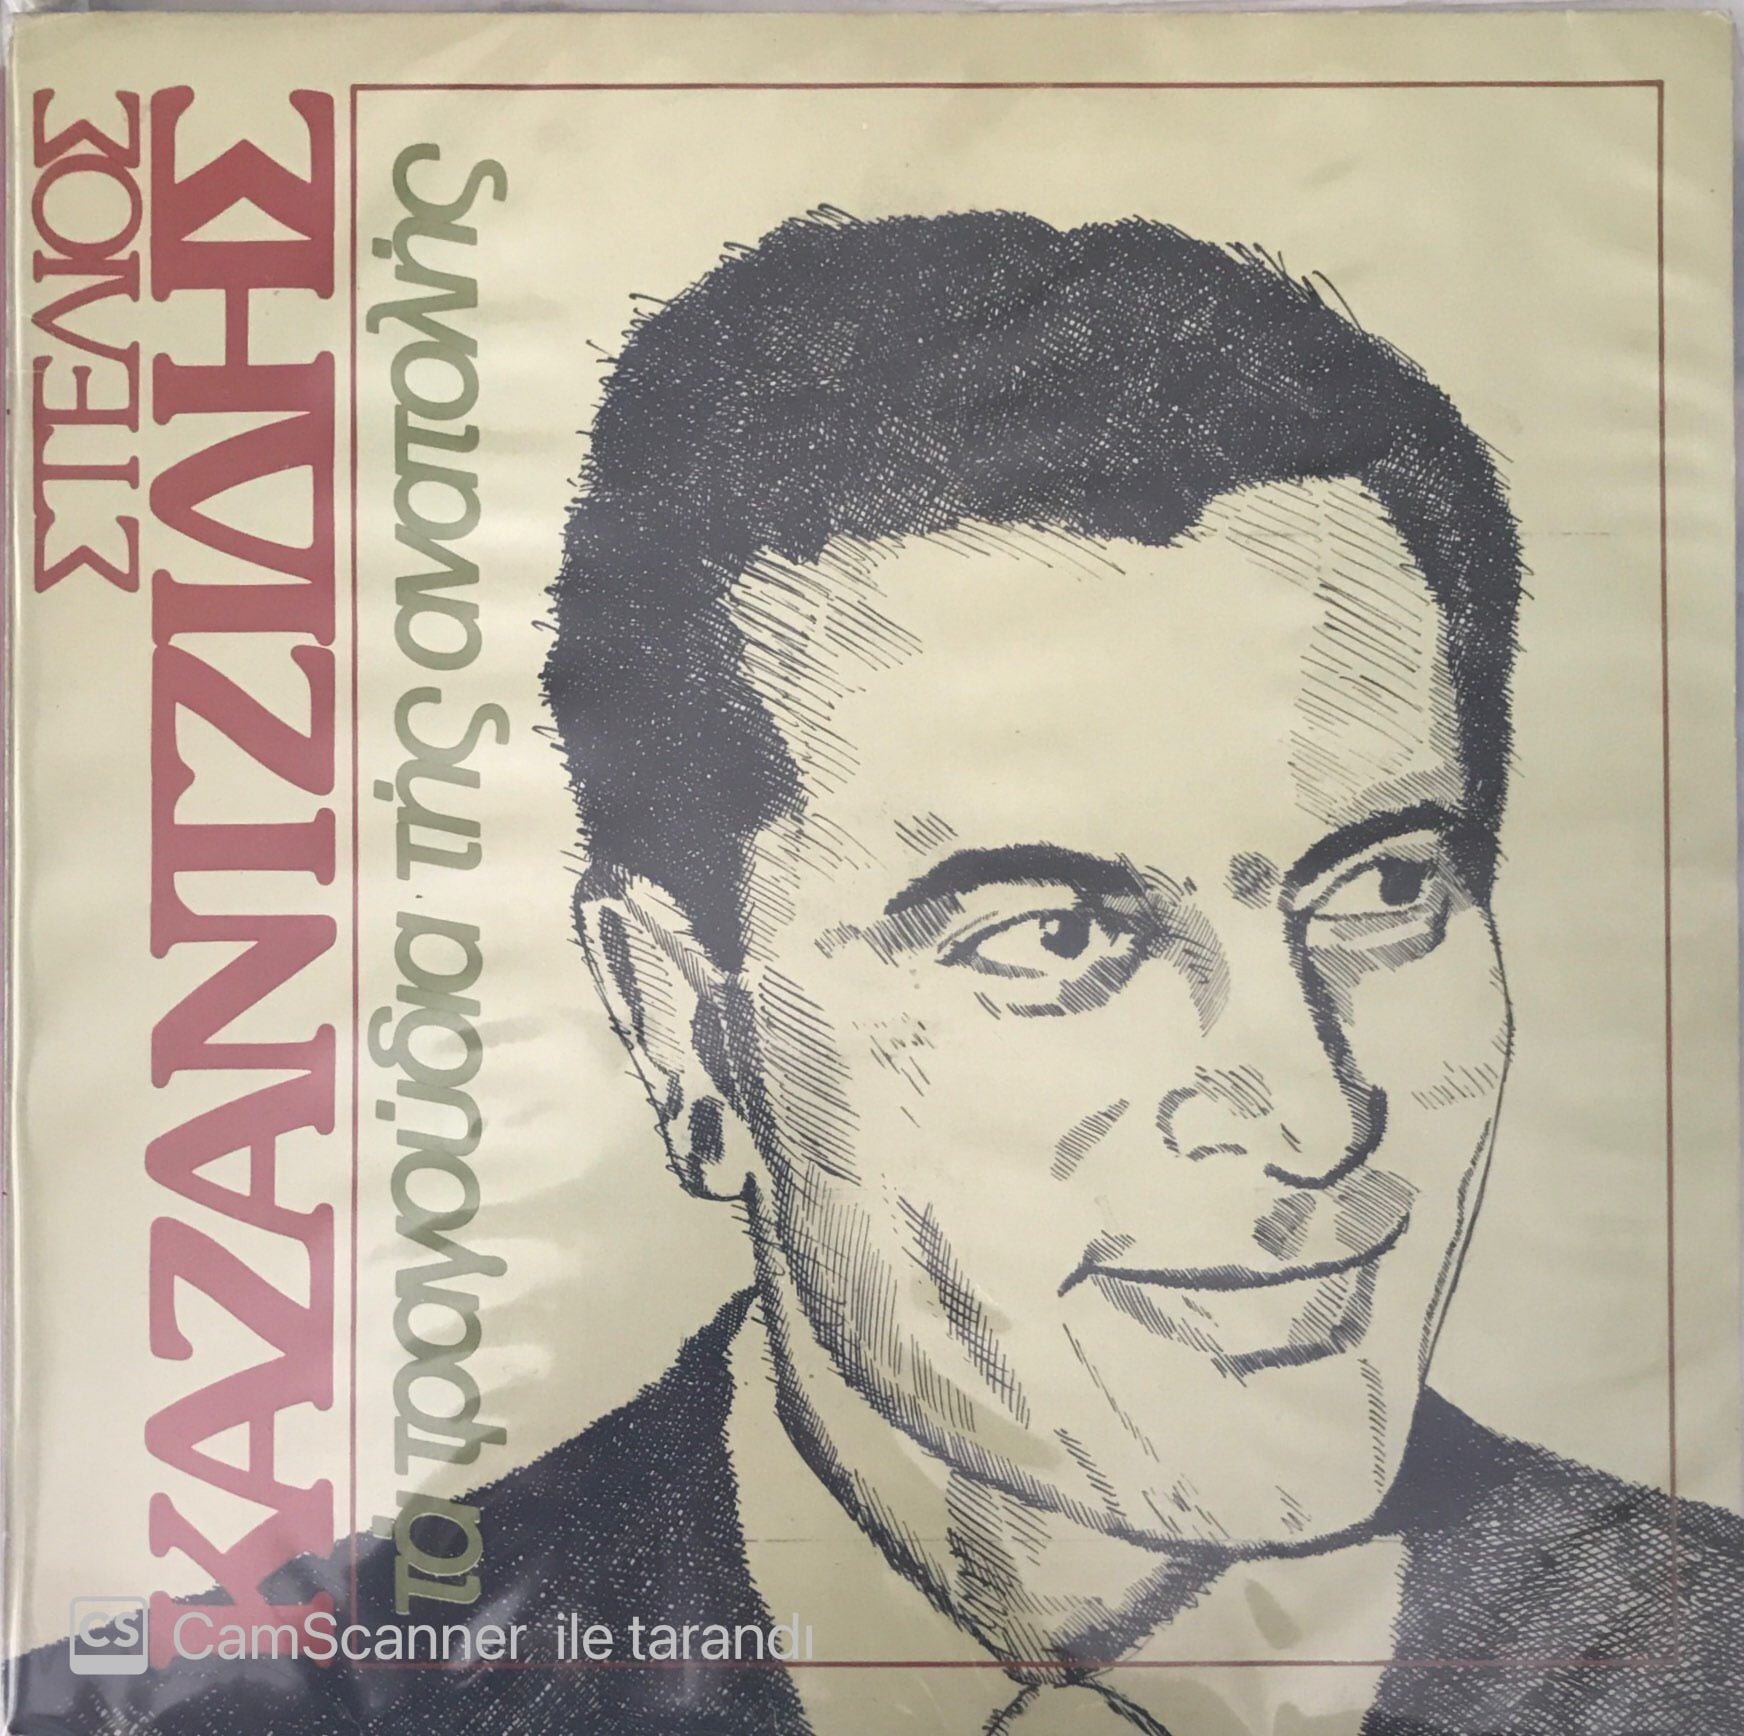 ΣΤΕΛΙΟΣ
ΚΑΖΑΝΤΖΙΔΗΣ
τά τραγούδια τής ανατολής
CS CamScanner ile tarandı